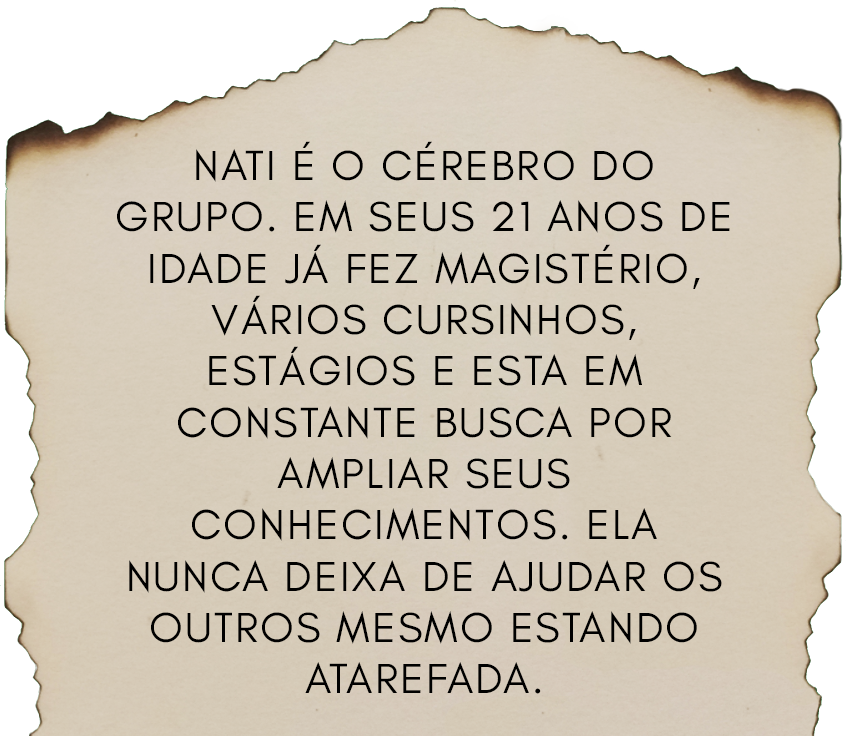 NATI É O CÉREBRO DO
GRUPO. EM SEUS 21 ANOS DE
IDADE JÁ FEZ MAGISTÉRIO,
VÁRIOS CURSINHOS,
ESTÁGIOS E ESTA EM
CONSTANTE BUSCA POR
AMPLIAR SEUS
CONHECIMENTOS. ELA
NUNCA DEIXA DE AJUDAR OS
OUTROS MESMO ESTANDO
ATAREFADA.